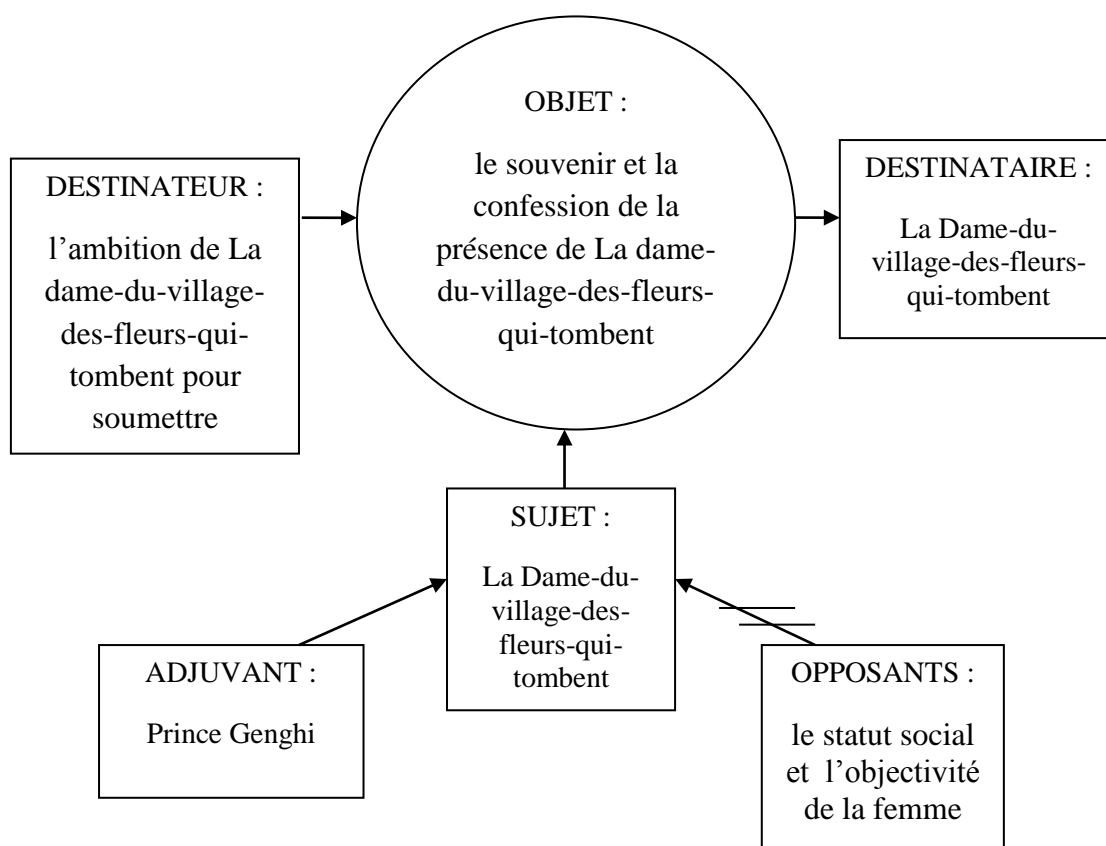 OBJET :
le souvenir et la
confession de la
présence de La dame-
du-village-des-fleurs-
qui-tombent
DESTINATEUR :
l’ambition de La
dame-du-village-
des-fleurs-qui-
tombent pour
soumettre
DESTINATAIRE :
La Dame-du-
village-des-fleurs-
qui-tombent
SUJET :
La Dame-du-
village-des-
fleurs-qui-
tombent
ADJUVANT :
Prince Genghi
OPPOSANTS :
le statut social
et l’objectivité
de la femme